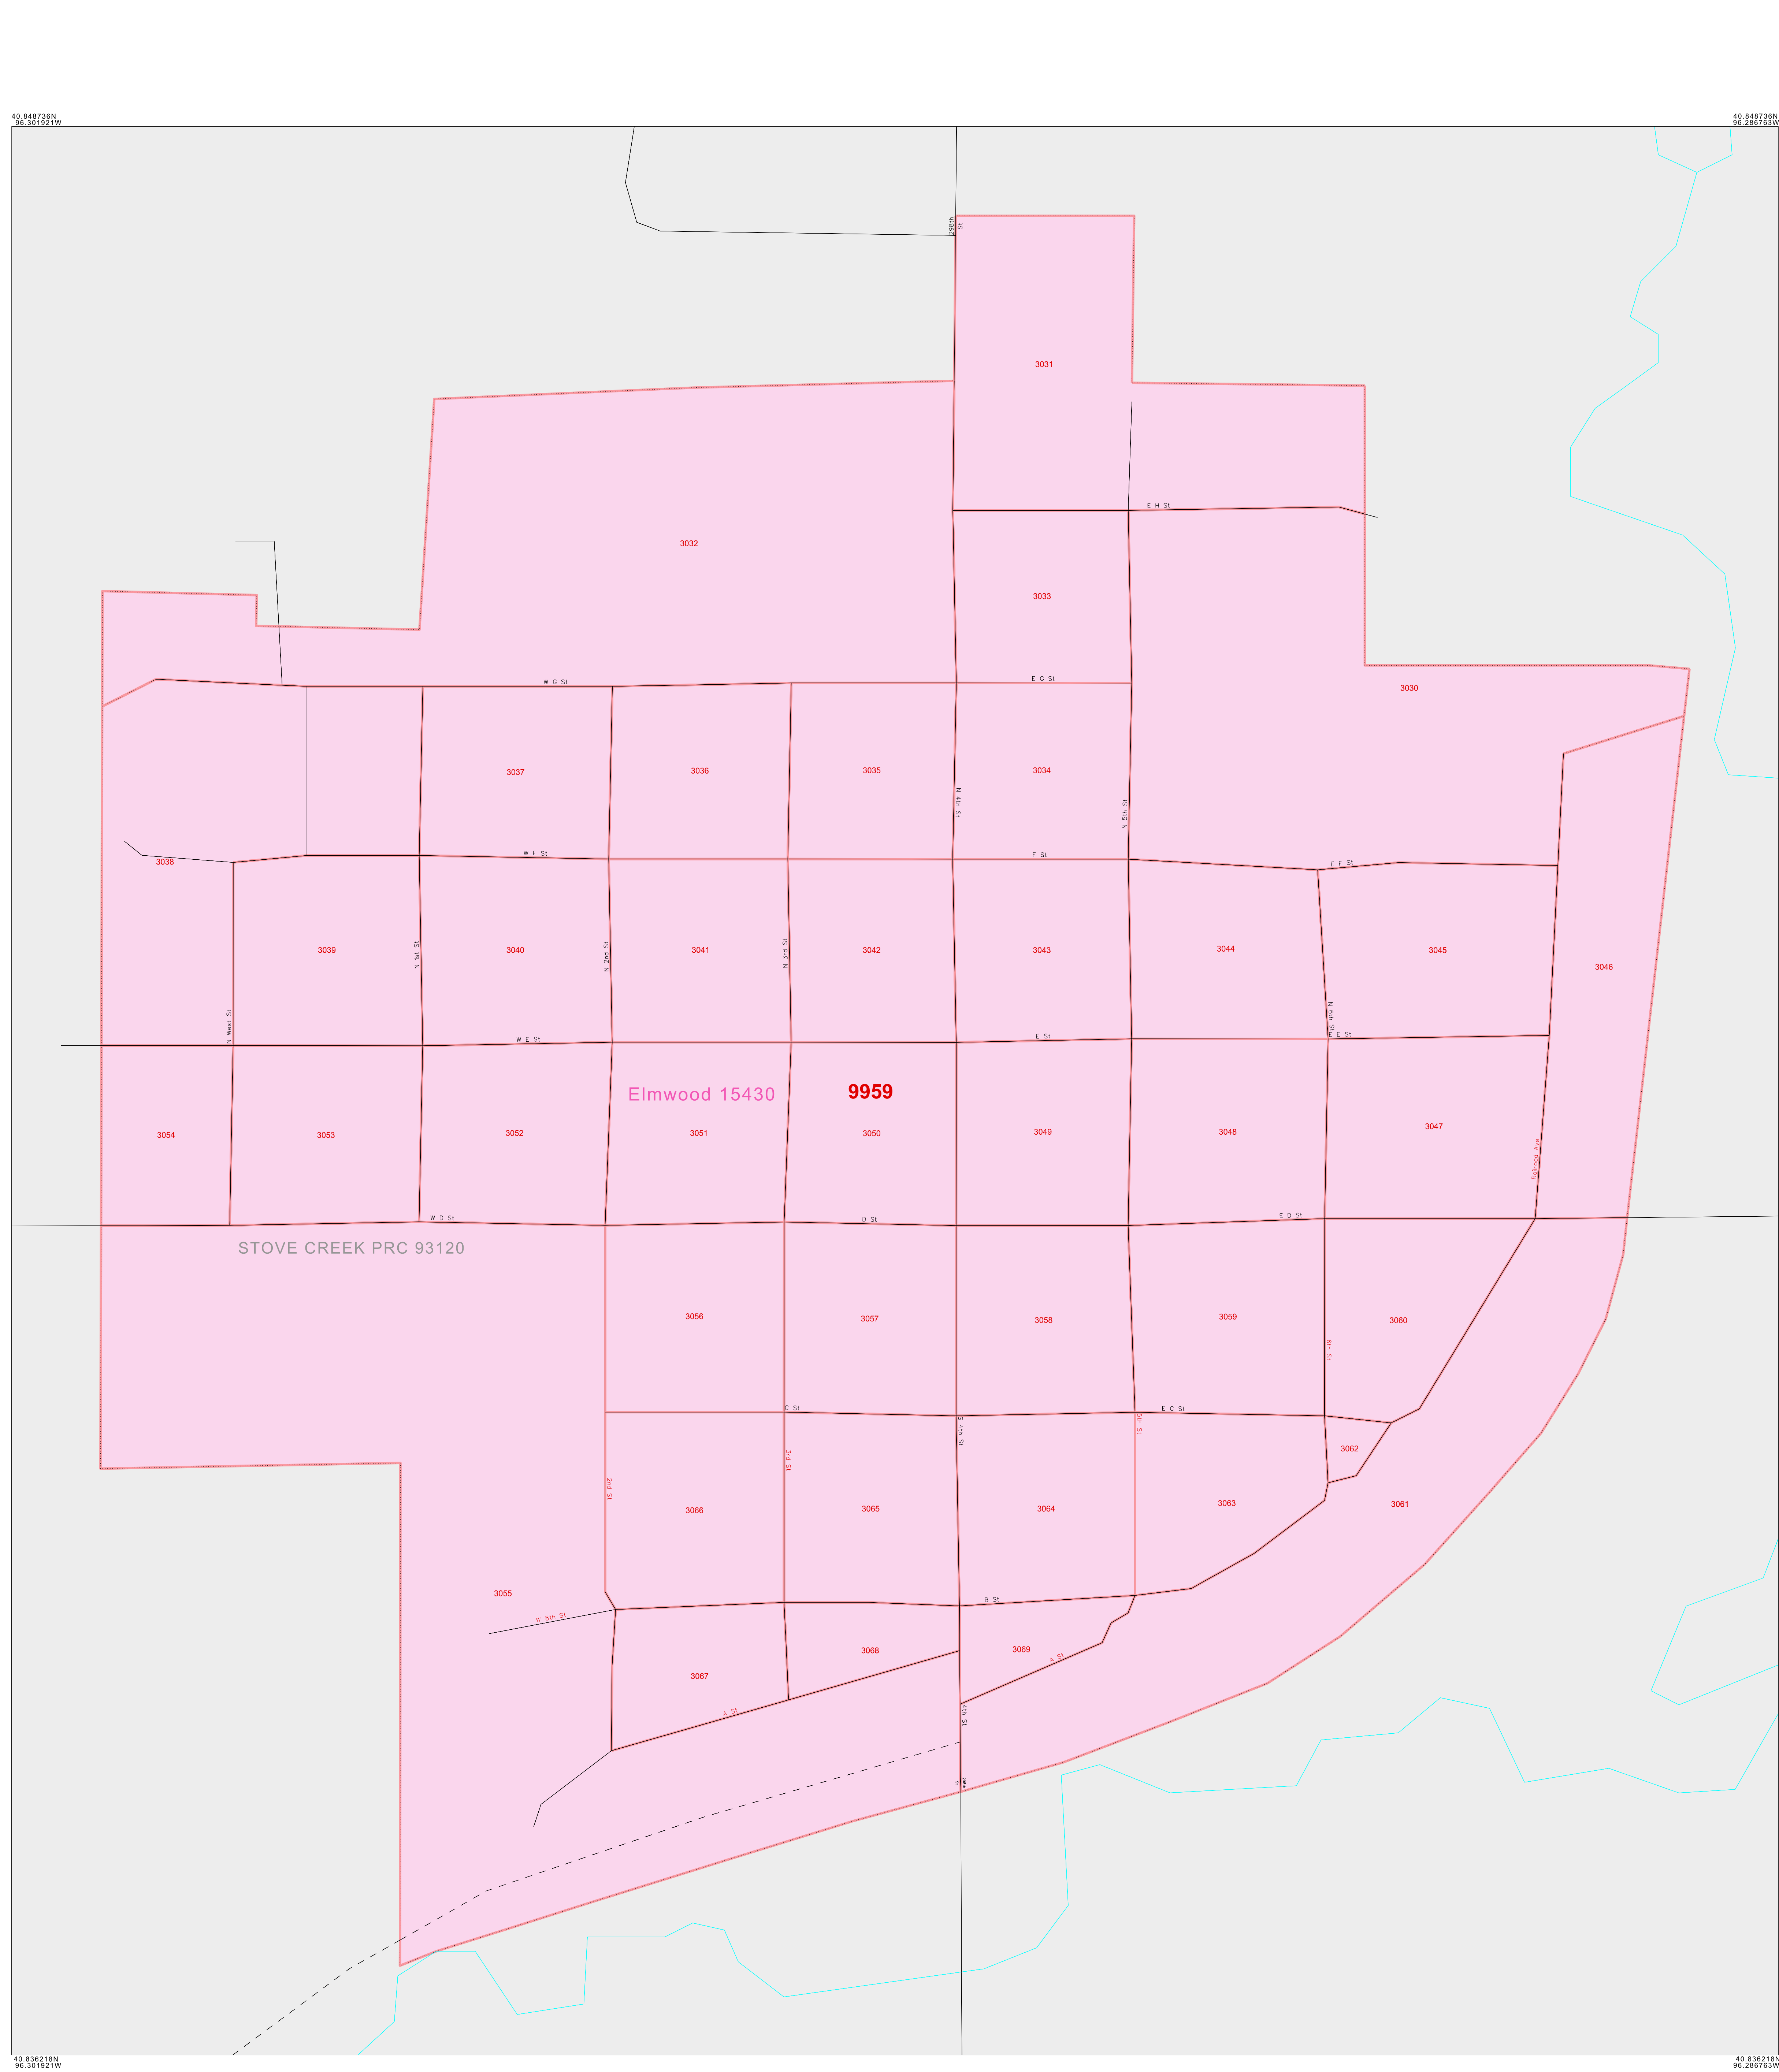 40.848736N
96.301921W
40.848736N
96.286763W
298th
St
3031
E H St
3032
3033
W G St
E G St
3030
3037
3036
3035
3034
N 4th St
N 5th St
W F St
F St
E F St
3038
3039
3040
3041
3042
3043
3044
3045
3046
N West St
N 1st St
N 2nd St
N 3rd St
N 6th St
W E St
E St
E E St
Elmwood 15430
9959
3054
3053
3052
3051
3050
3049
3048
3047
Railroad Ave
W D St
D St
E D St
STOVE CREEK PRC 93120
3056
3057
3058
3059
3060
6th St
C St
E C St
S 4th St
5th St
3rd St
2nd St
3062
3066
3065
3064
3063
3061
3055
W 8th St
B St
3067
3068
3069
A St
A St
4th St
40.836218N
96.301921W
40.836218N
96.286763W